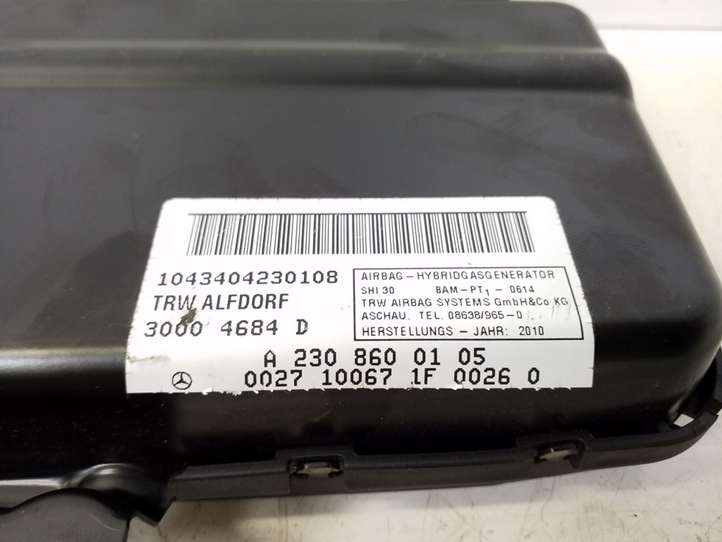 1043404230108
TRW ALFDORF
3000 4684 D
AIRBAG-HYBRIDGASGENERATOR
SHI 30 BAM-PT1-0614
TRW AIRBAG SYSTEMS GmbH&Co KG
ASCHAU. TEL. 08638/965-0
HERSTELLUNGS-JAHR: 2010
A 230 860 01 05
0027 10067 1F 0026 0